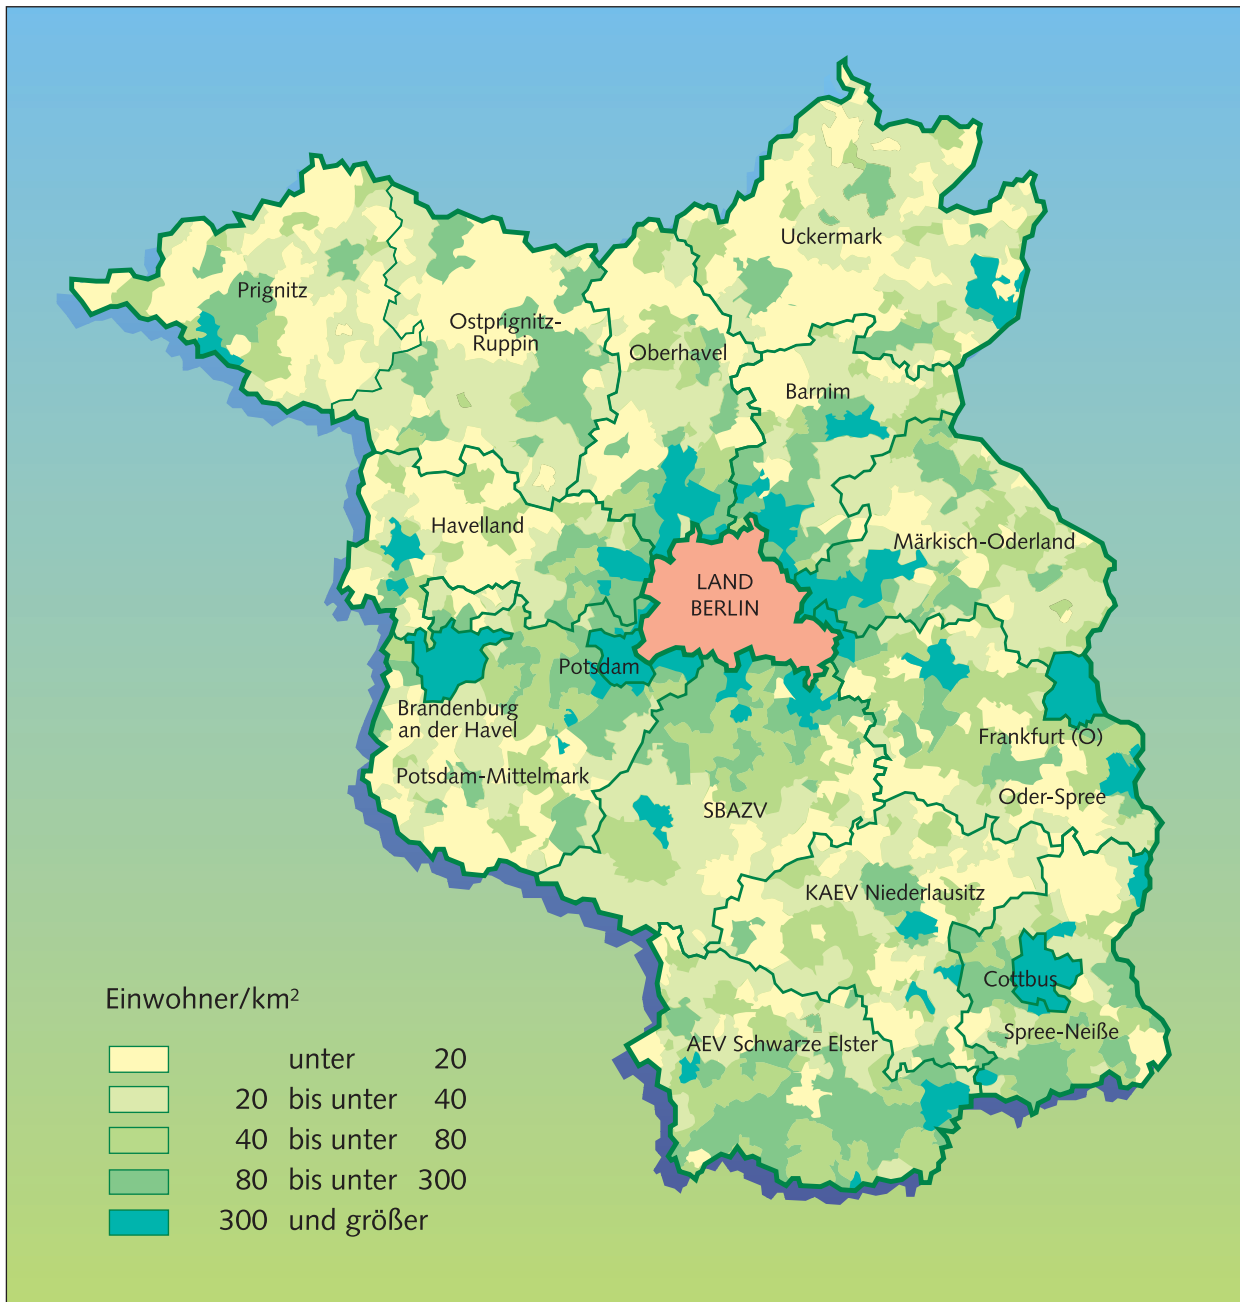 Uckermark
Prignitz
Ostprignitz-
Ruppin
Oberhavel
Barnim
Havelland
Märkisch-Oderland
LAND
BERLIN
Potsdam
Brandenburg
an der Havel
Frankfurt (O)
Potsdam-Mittelmark
Oder-Spree
SBAZV
KAEV Niederlausitz
Cottbus
Spree-Neiße
AEV Schwarze Elster
Einwohner/km²
unter 20
20 bis unter 40
40 bis unter 80
80 bis unter 300
300 und größer